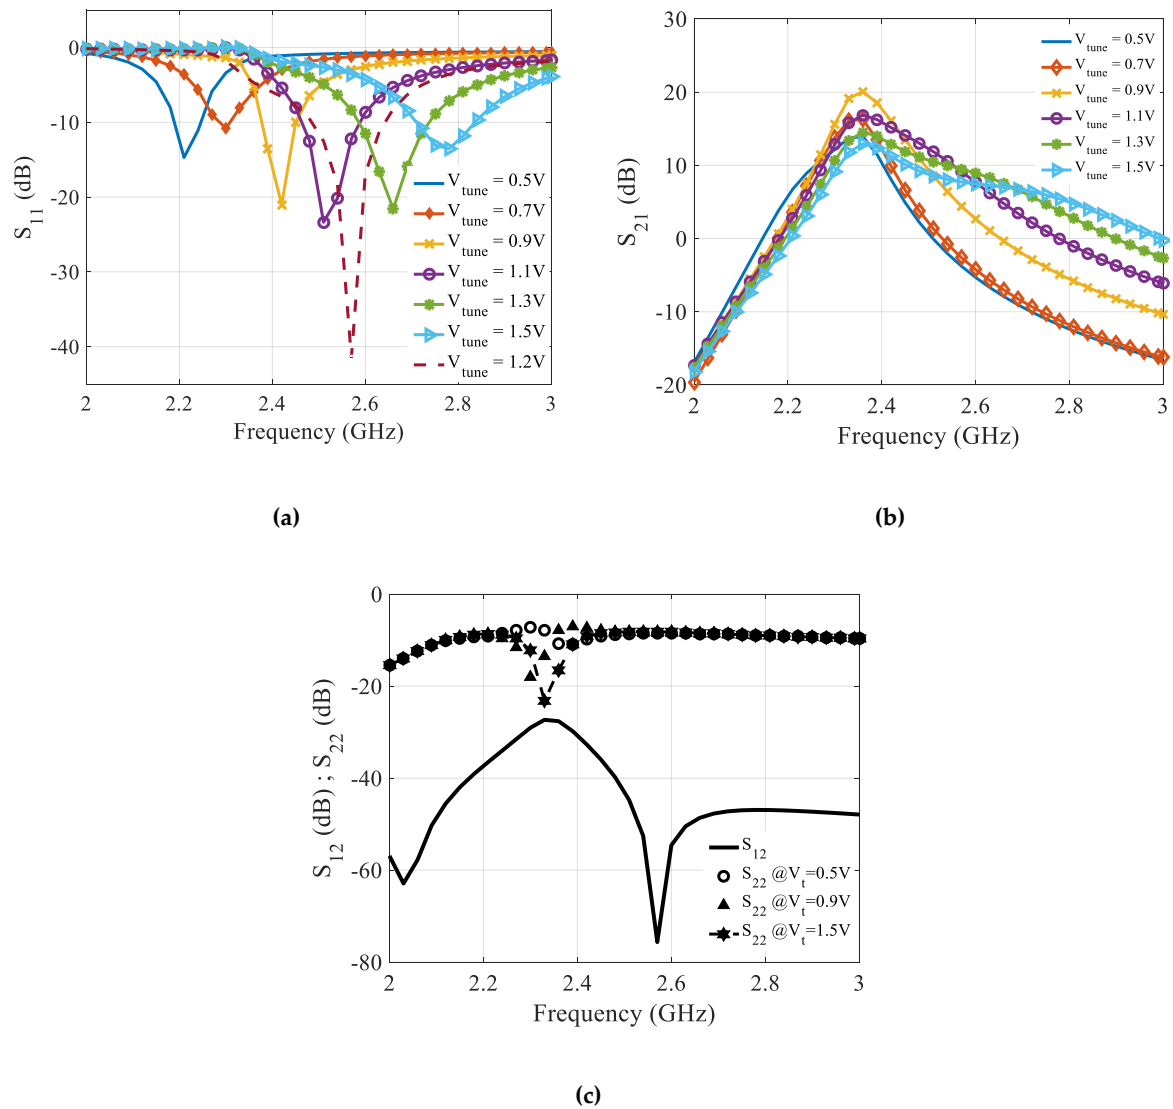 0
-10
-20
-30
-40
S11 (dB)
2
2.2
2.4
2.6
2.8
3
Frequency (GHz)
Vtune = 0.5V
Vtune = 0.7V
Vtune = 0.9V
Vtune = 1.1V
Vtune = 1.3V
Vtune = 1.5V
Vtune = 1.2V
(a)
30
20
10
0
-10
-20
S21 (dB)
2
2.2
2.4
2.6
2.8
3
Frequency (GHz)
Vtune = 0.5V
Vtune = 0.7V
Vtune = 0.9V
Vtune = 1.1V
Vtune = 1.3V
Vtune = 1.5V
(b)
0
-20
-40
-60
-80
S12 (dB) ; S22 (dB)
2
2.2
2.4
2.6
2.8
3
Frequency (GHz)
S12
S22 @Vt=0.5V
S22 @Vt=0.9V
S22 @Vt=1.5V
(c)